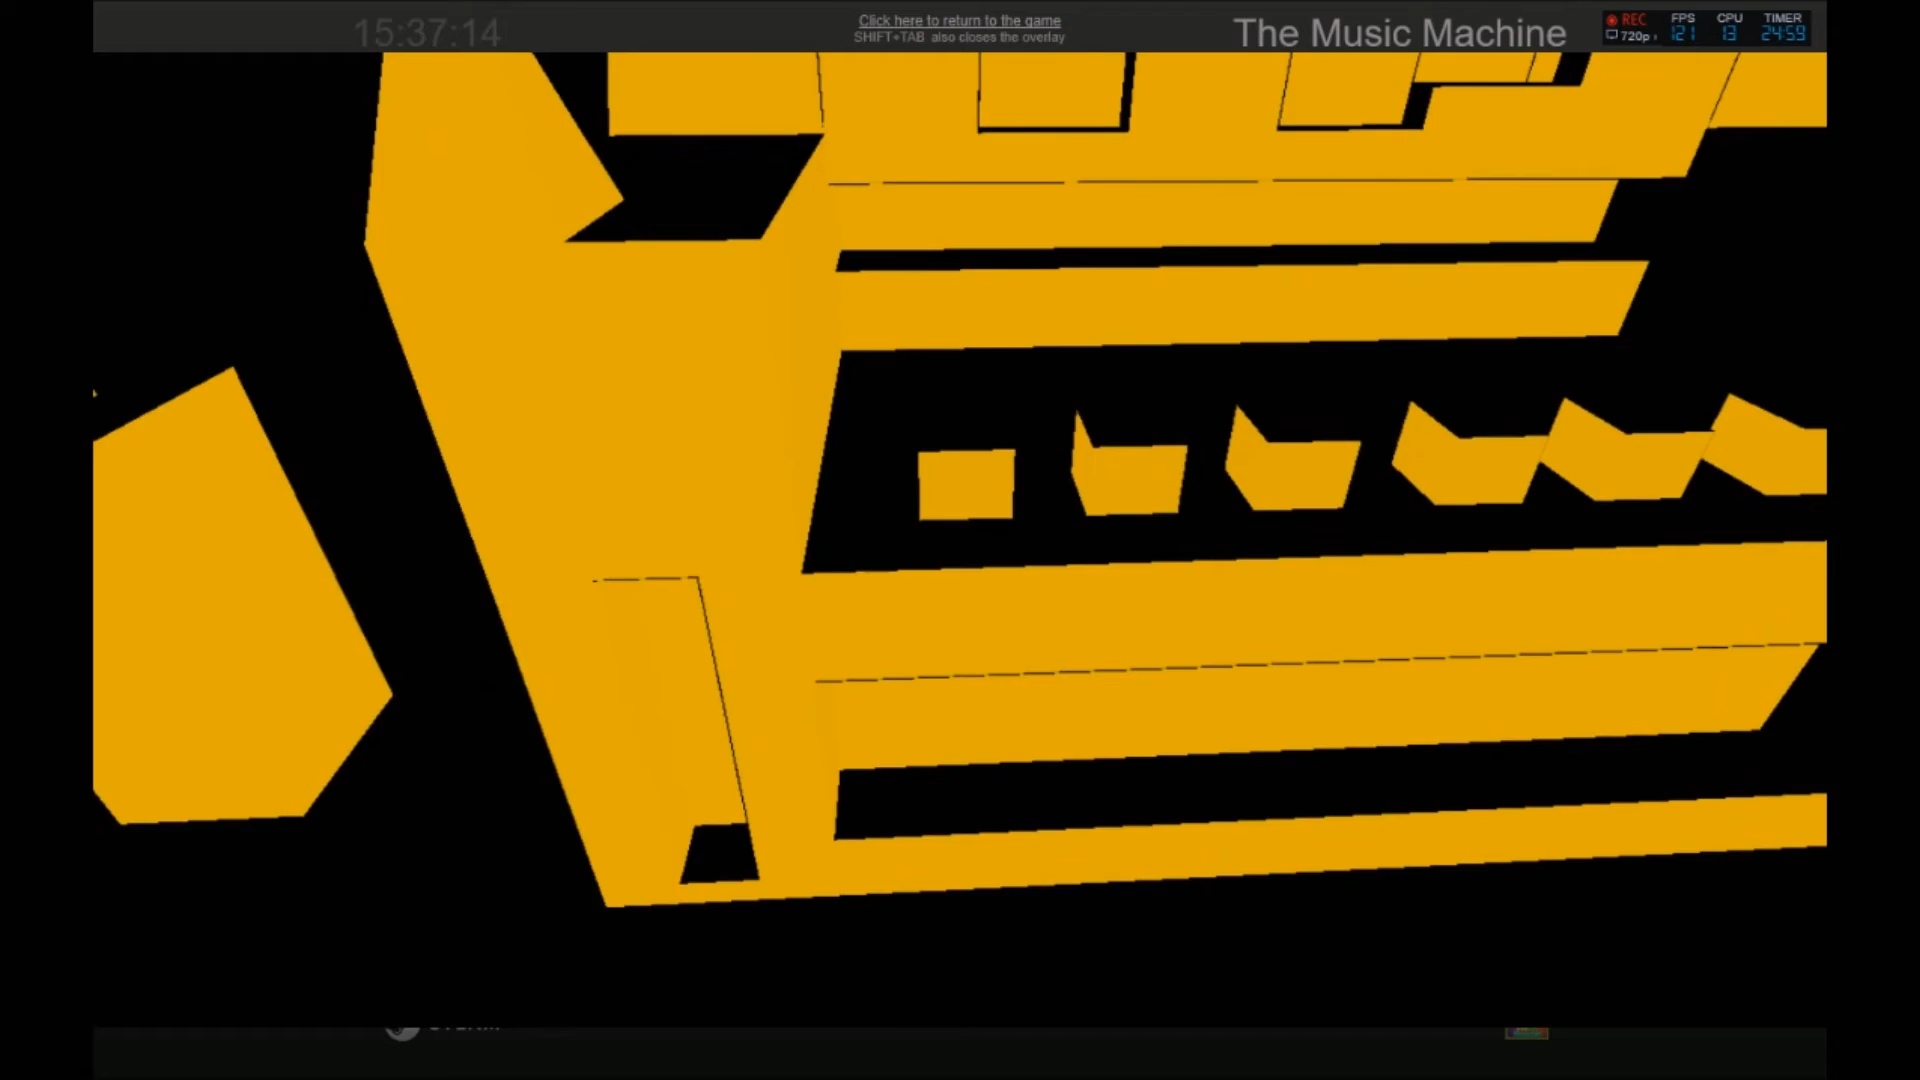 15:37:14
Click here to return to the game
SHIFT+TAB also closes the overlay
The Music Machine
REC
720p
FPS
121
CPU
13
TIMER
24:59